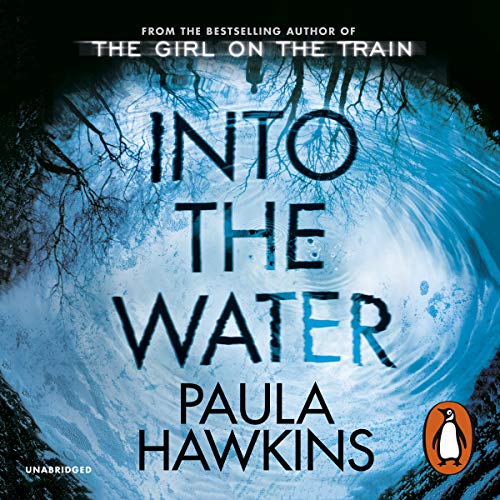 FROM THE BESTSELLING AUTHOR OF
THE GIRL ON THE TRAIN
INTO
THE
WATER
PAULA
HAWKINS
UNABRIDGED